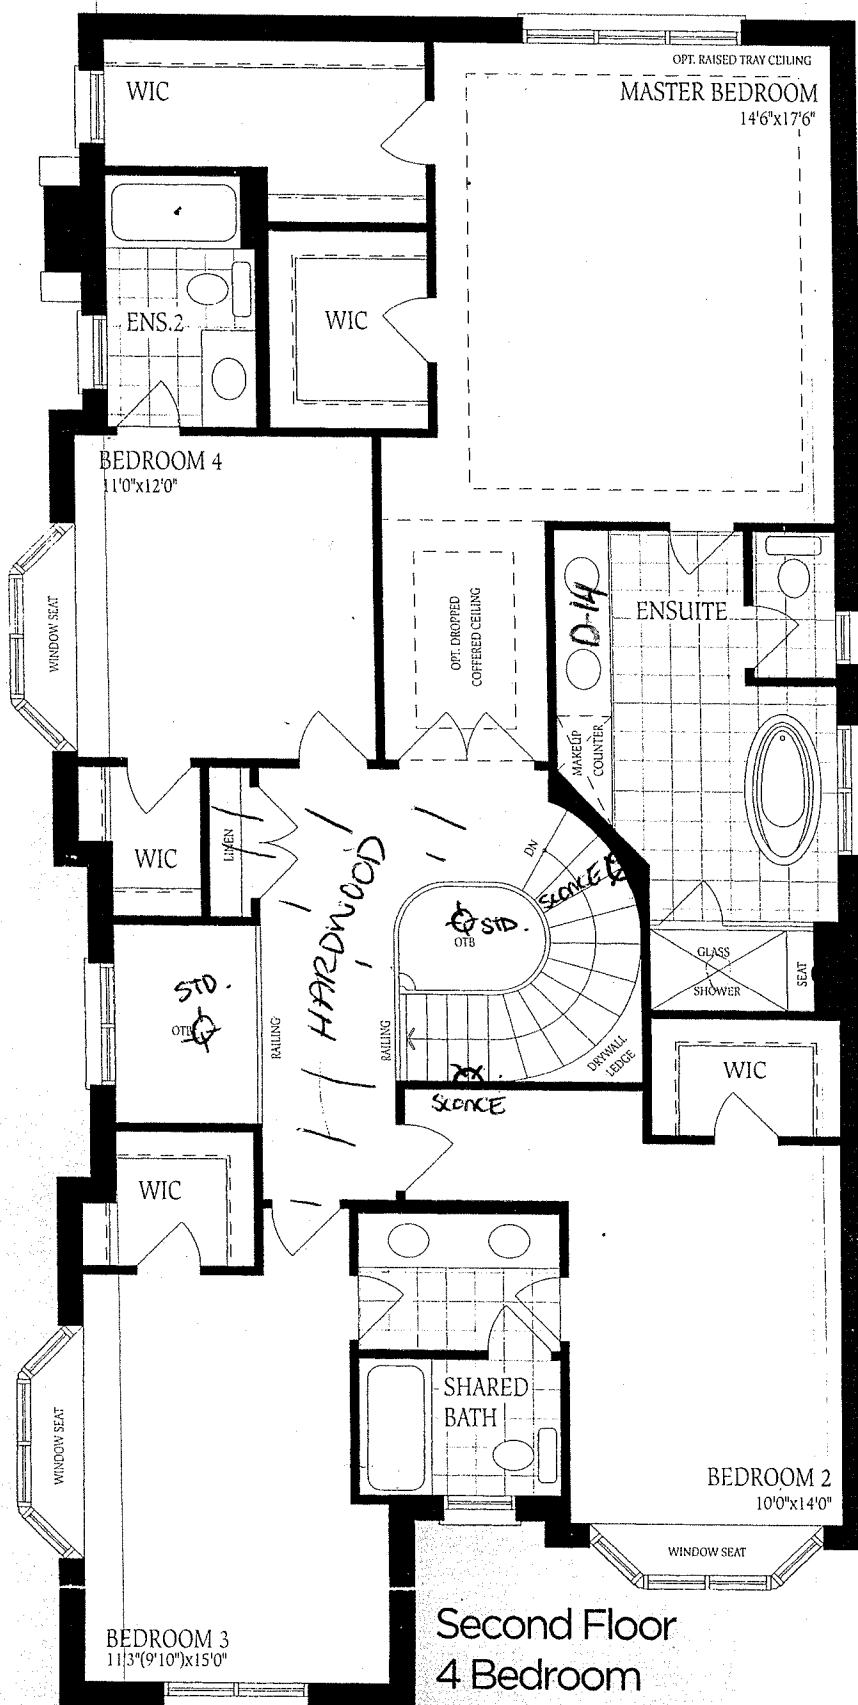 OPT. RAISED TRAY CEILING
WIC
MASTER BEDROOM
14'6"x17'6"
WIC
ENS.2
BEDROOM 4
11'0"x12'0"
WINDOW SEAT
OPT. DROPPED
COFFERED CEILING
D-14
ENSUITE
MAKEUP
COUNTER
WIC
LINEN
DN
SCONCE
HARDWOOD
STD.
OTB
GLASS
SHOWER
SEAT
STD.
OTB
RAILING
RAILING
DRYWALL
LEDGE
WIC
SCONCE
WIC
SHARED
BATH
WINDOW SEAT
BEDROOM 2
10'0"x14'0"
WINDOW SEAT
BEDROOM 3
11'3"(9'10")x15'0"
Second Floor
4 Bedroom